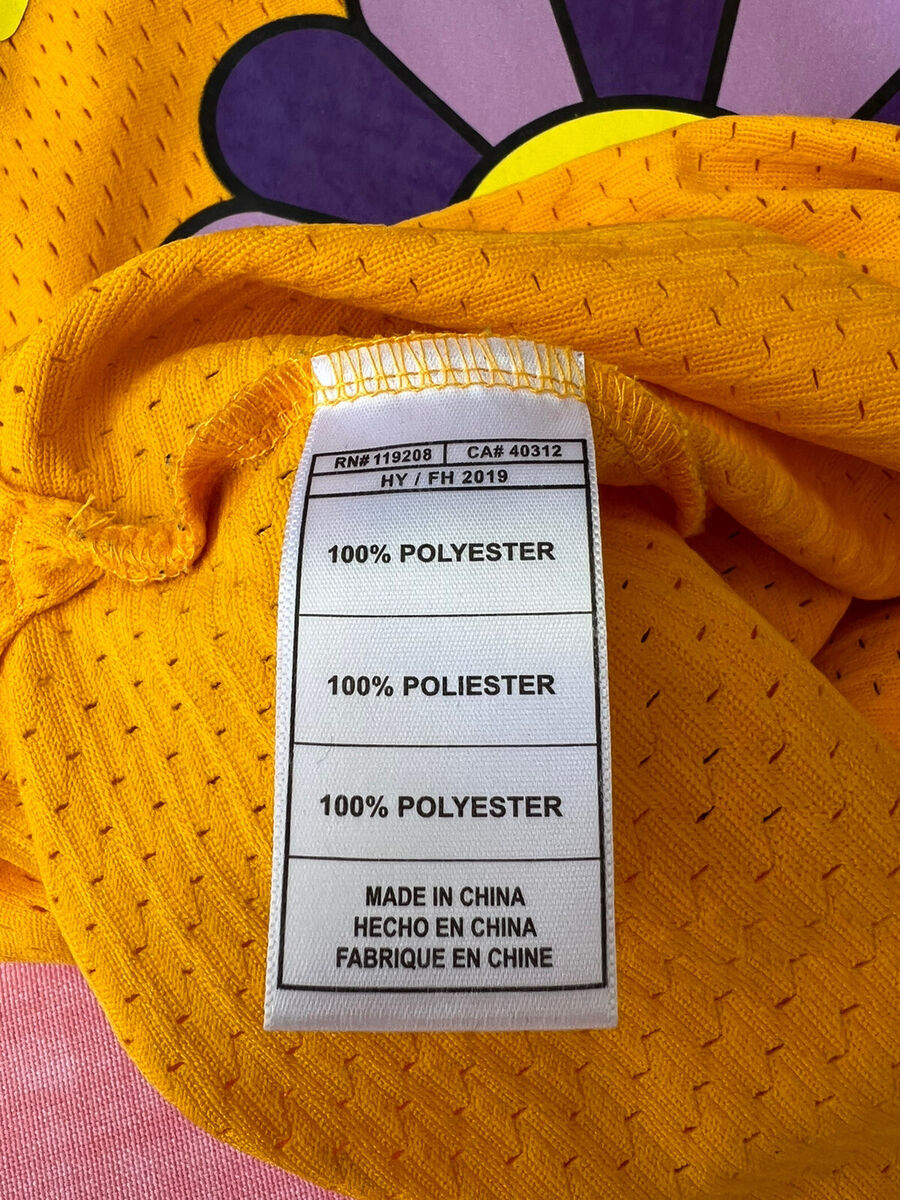 RN# 119208 CA# 40312
HY / FH 2019
100% POLYESTER
100% POLIESTER
100% POLYESTER
MADE IN CHINA
HECHO EN CHINA
FABRIQUE EN CHINE